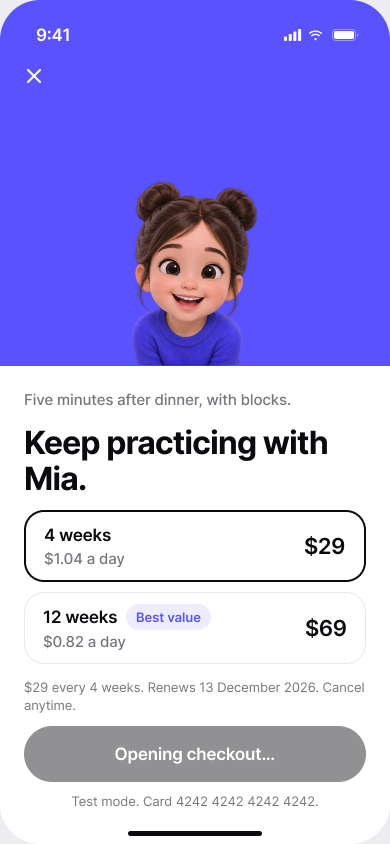 9:41
Five minutes after dinner, with blocks.
Keep practicing with
Mia.
4 weeks
$1.04 a day
$29
12 weeks Best value
$0.82 a day
$69
$29 every 4 weeks. Renews 13 December 2026. Cancel
anytime.
Opening checkout...
Test mode. Card 4242 4242 4242 4242.